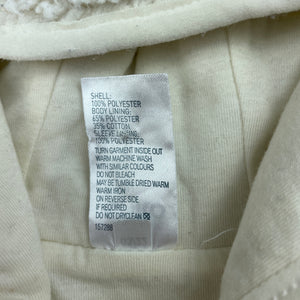 SHELL:
100% POLYESTER
BODY LINING:
65% POLYESTER
35% COTTON
SLEEVE LINING:
100% POLYESTER
TURN GARMENT INSIDE OUT
WARM MACHINE WASH
WITH SIMILAR COLOURS
DO NOT BLEACH
MAY BE TUMBLE DRIED WARM
WARM IRON
ON REVERSE SIDE
IF REQUIRED
DO NOT DRYCLEAN
157288